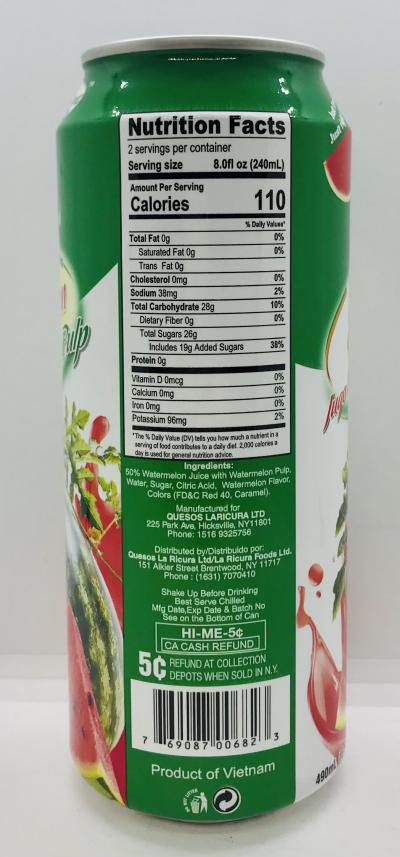 Nutrition Facts
2 servings per container
Serving size 8.0fl oz (240mL)
Amount Per Serving
Calories 110
% Daily Values*
Total Fat 0g 0%
Saturated Fat 0g 0%
Trans Fat 0g
Cholesterol 0mg 0%
Sodium 38mg 2%
Total Carbohydrate 28g 10%
Dietary Fiber 0g 0%
Total Sugars 26g
Includes 19g Added Sugars 38%
Protein 0g
Vitamin D 0mcg 0%
Calcium 0mg 0%
Iron 0mg 0%
Potassium 96mg 2%
*The % Daily Value (DV) tells you how much a nutrient in a
serving of food contributes to a daily diet. 2,000 calories a
day is used for general nutrition advice.
Ingredients:
50% Watermelon Juice with Watermelon Pulp,
Water, Sugar, Citric Acid, Watermelon Flavor,
Colors (FD&C Red 40, Caramel).
Manufactured for
QUESOS LARICURA LTD
225 Park Ave, Hicksville, NY11801
Phone: 1516 9325756
Distributed by/Distribuido por:
Quesos La Ricura Ltd/La Ricura Foods Ltd.
151 Alkier Street Brentwood, NY 11717
Phone : (1631) 7070410
Shake Up Before Drinking
Best Serve Chilled
Mfg Date,Exp Date & Batch No
See on the Bottom of Can
HI-ME-5¢
CA CASH REFUND
5¢ REFUND AT COLLECTION
DEPOTS WHEN SOLD IN N.Y.
7 69087 00682 3
Product of Vietnam
Pulp
490mL